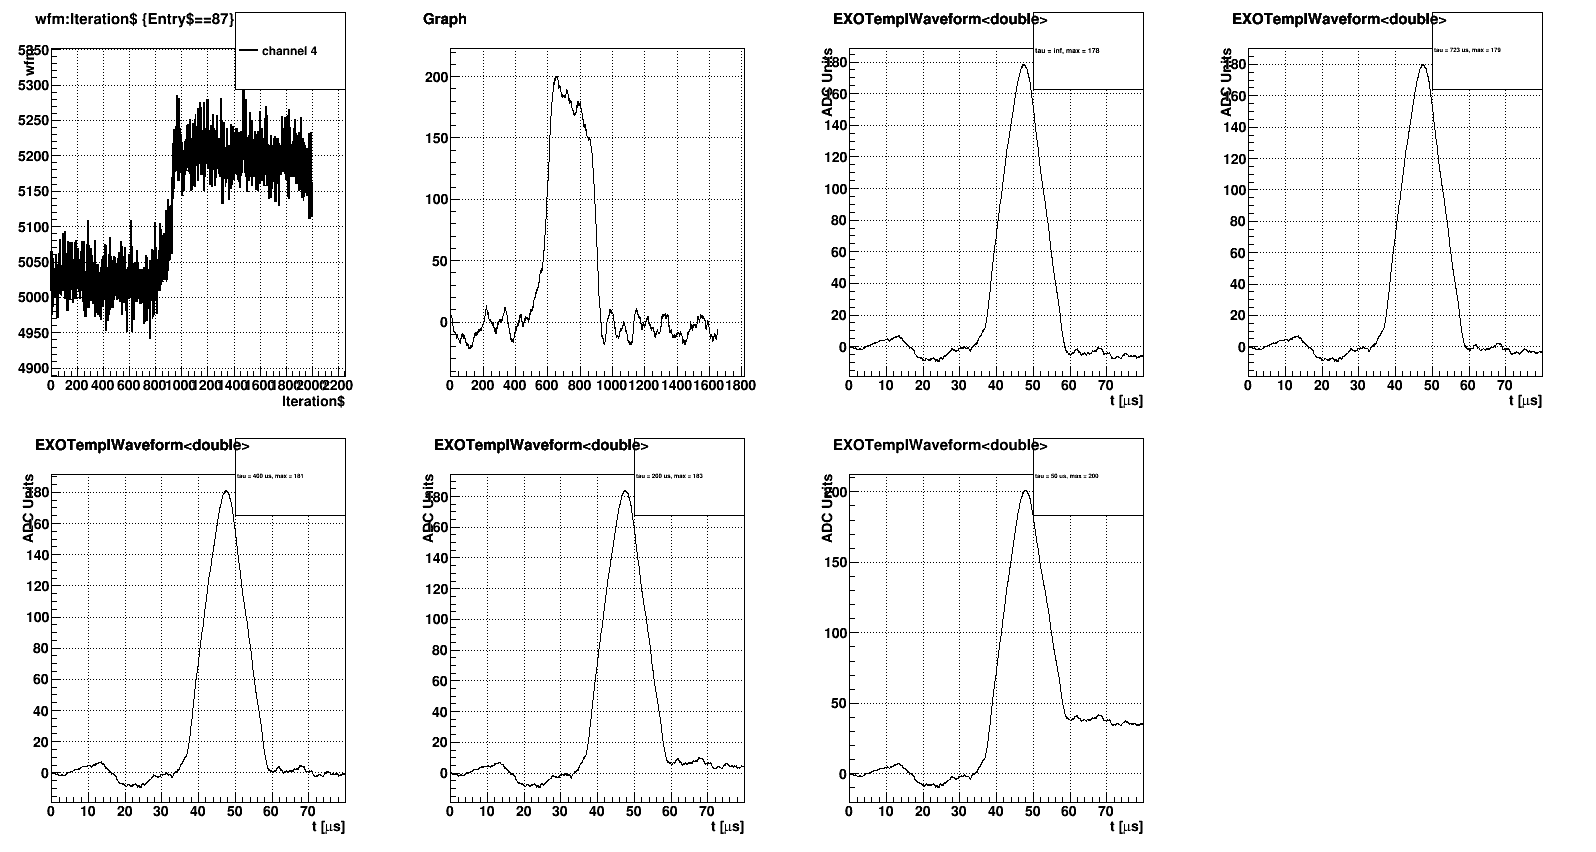 wfm:Iteration$ {Entry$==87}
channel 4
wfm
5350
5300
5250
5200
5150
5100
5050
5000
4950
4900
0 200 400 600 800 1000 1200 1400 1600 1800 2000 2200
Iteration$
Graph
200
150
100
50
0
0 200 400 600 800 1000 1200 1400 1600 1800
EXOTemplWaveform<double>
tau = inf, max = 178
ADC Units
180
160
140
120
100
80
60
40
20
0
0 10 20 30 40 50 60 70
t [μs]
EXOTemplWaveform<double>
tau = 723 us, max = 179
ADC Units
180
160
140
120
100
80
60
40
20
0
0 10 20 30 40 50 60 70
t [μs]
EXOTemplWaveform<double>
tau = 400 us, max = 181
ADC Units
180
160
140
120
100
80
60
40
20
0
0 10 20 30 40 50 60 70
t [μs]
EXOTemplWaveform<double>
tau = 200 us, max = 183
ADC Units
180
160
140
120
100
80
60
40
20
0
0 10 20 30 40 50 60 70
t [μs]
EXOTemplWaveform<double>
tau = 50 us, max = 200
ADC Units
200
150
100
50
0
0 10 20 30 40 50 60 70
t [μs]